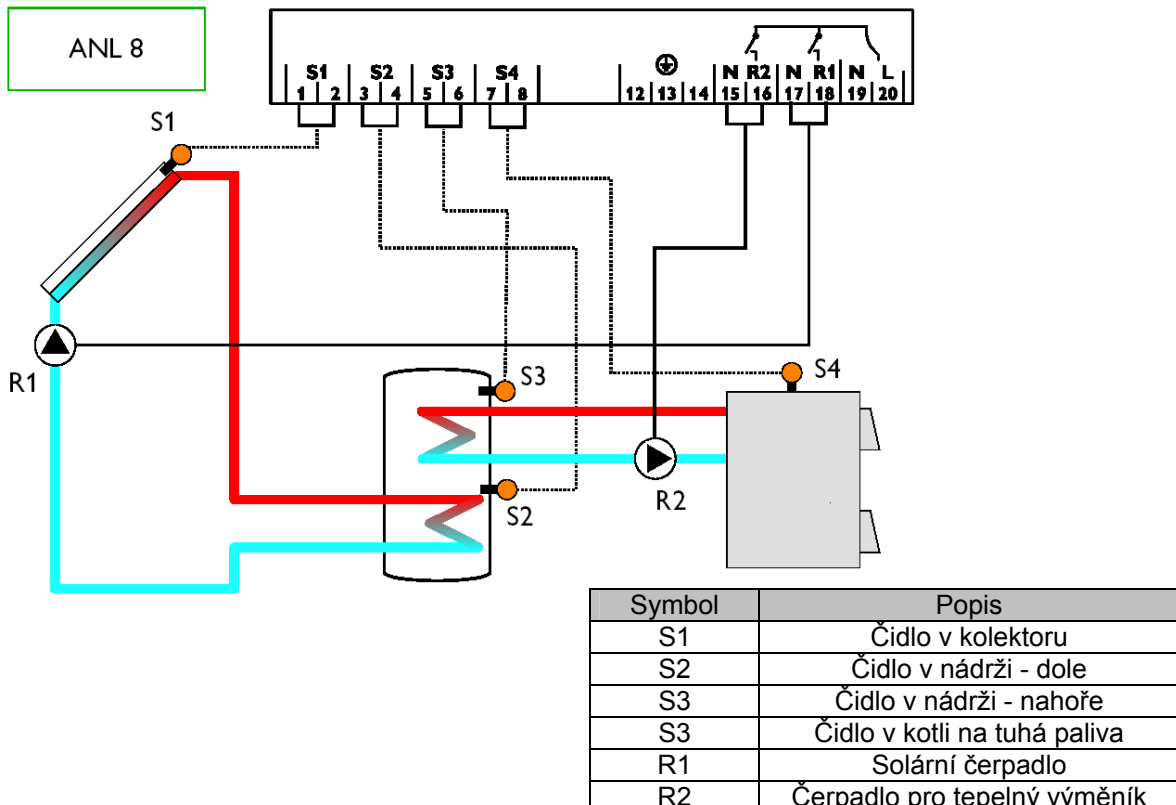 ANL 8
S1 S2 S3 S4 N R2 N R1 N L
1 2 3 4 5 6 7 8 12 13 14 15 16 17 18 19 20
S1
R1
S3
S4
S2
R2
Symbol Popis
S1 Čidlo v kolektoru
S2 Čidlo v nádrži - dole
S3 Čidlo v nádrži - nahoře
S3 Čidlo v kotli na tuhá paliva
R1 Solární čerpadlo
R2 Čerpadlo pro tepelný výměník